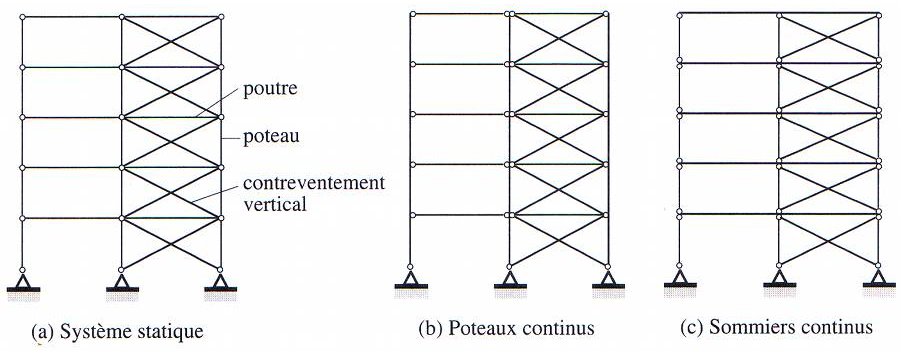 poutre
poteau
contreventement
vertical
(a) Système statique
(b) Poteaux continus
(c) Sommiers continus